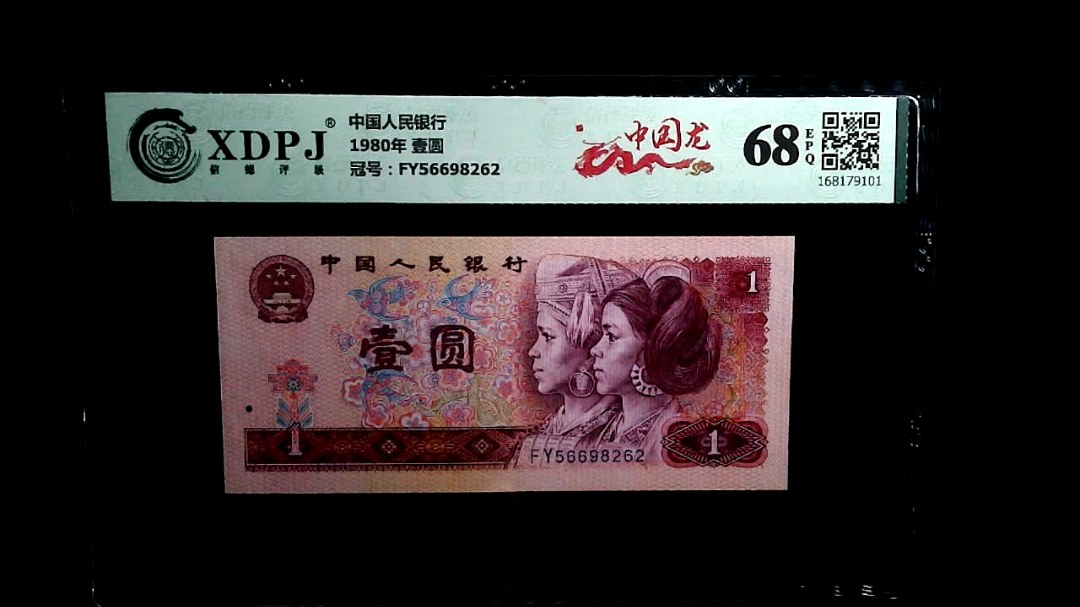 XDPJ®
信德评级
中国人民银行
1980年 壹圆
冠号：FY56698262
中国龙
68
EPQ
168179101
中国人民银行
1
壹圆
1
FY56698262
1